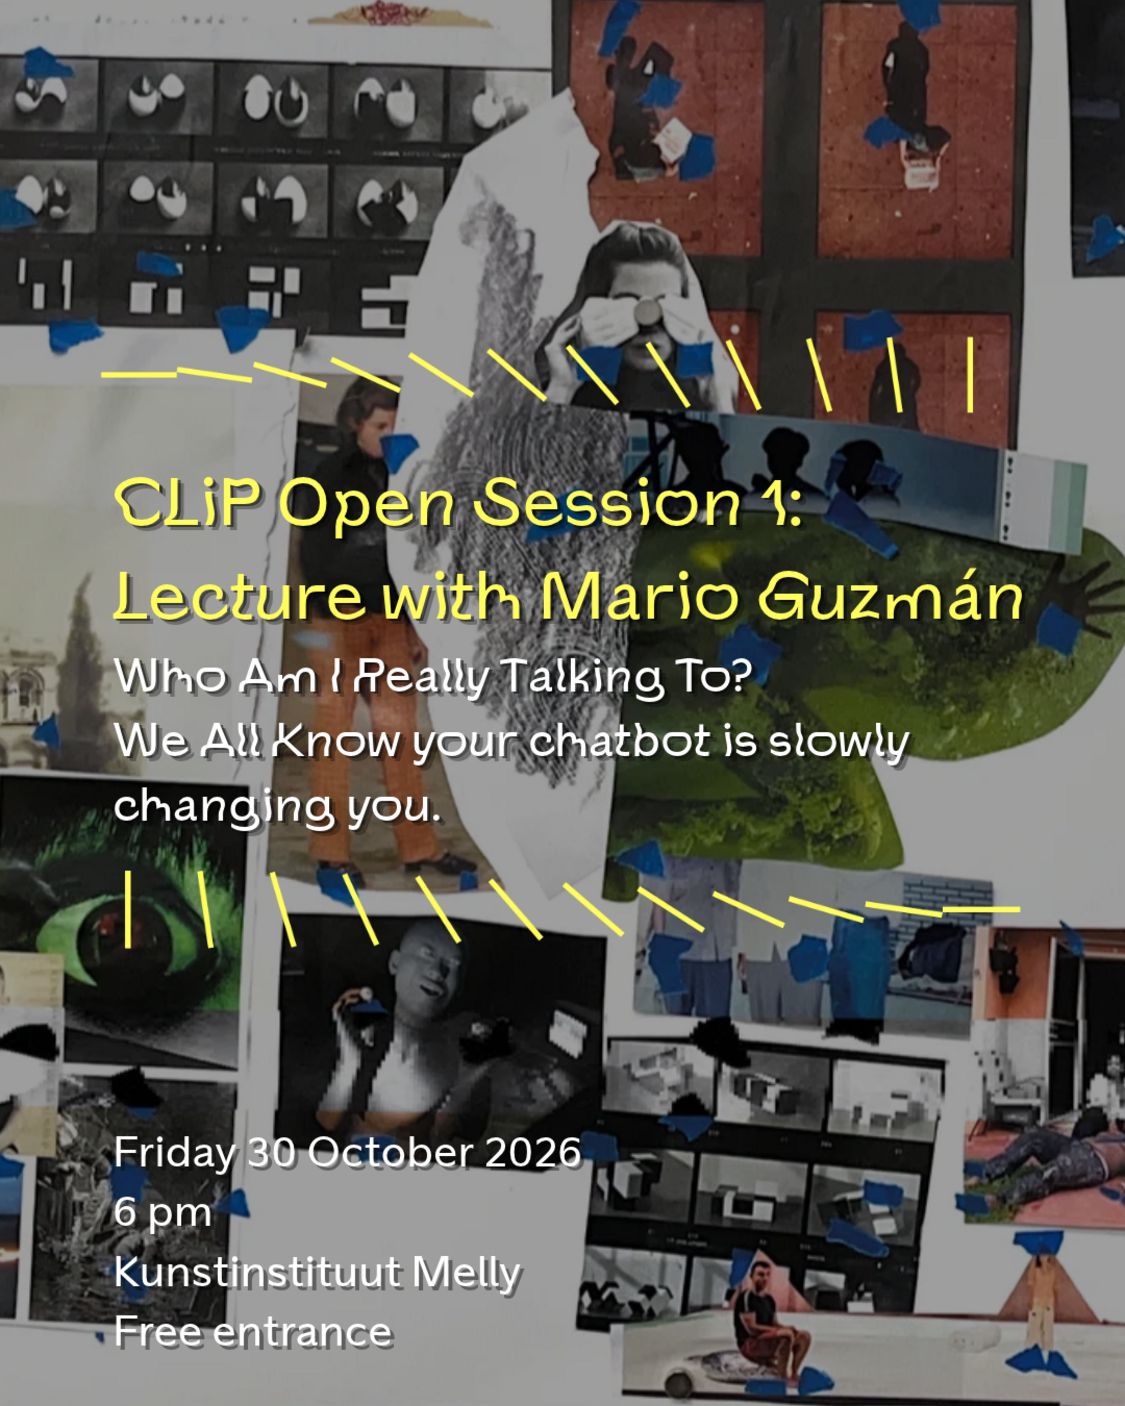 CLiP Open Session 1:
Lecture with Mario Guzmán
Who Am I Really Talking To?
We All Know your chatbot is slowly
changing you.
Friday 30 October 2026
6 pm
Kunstinstituut Melly
Free entrance